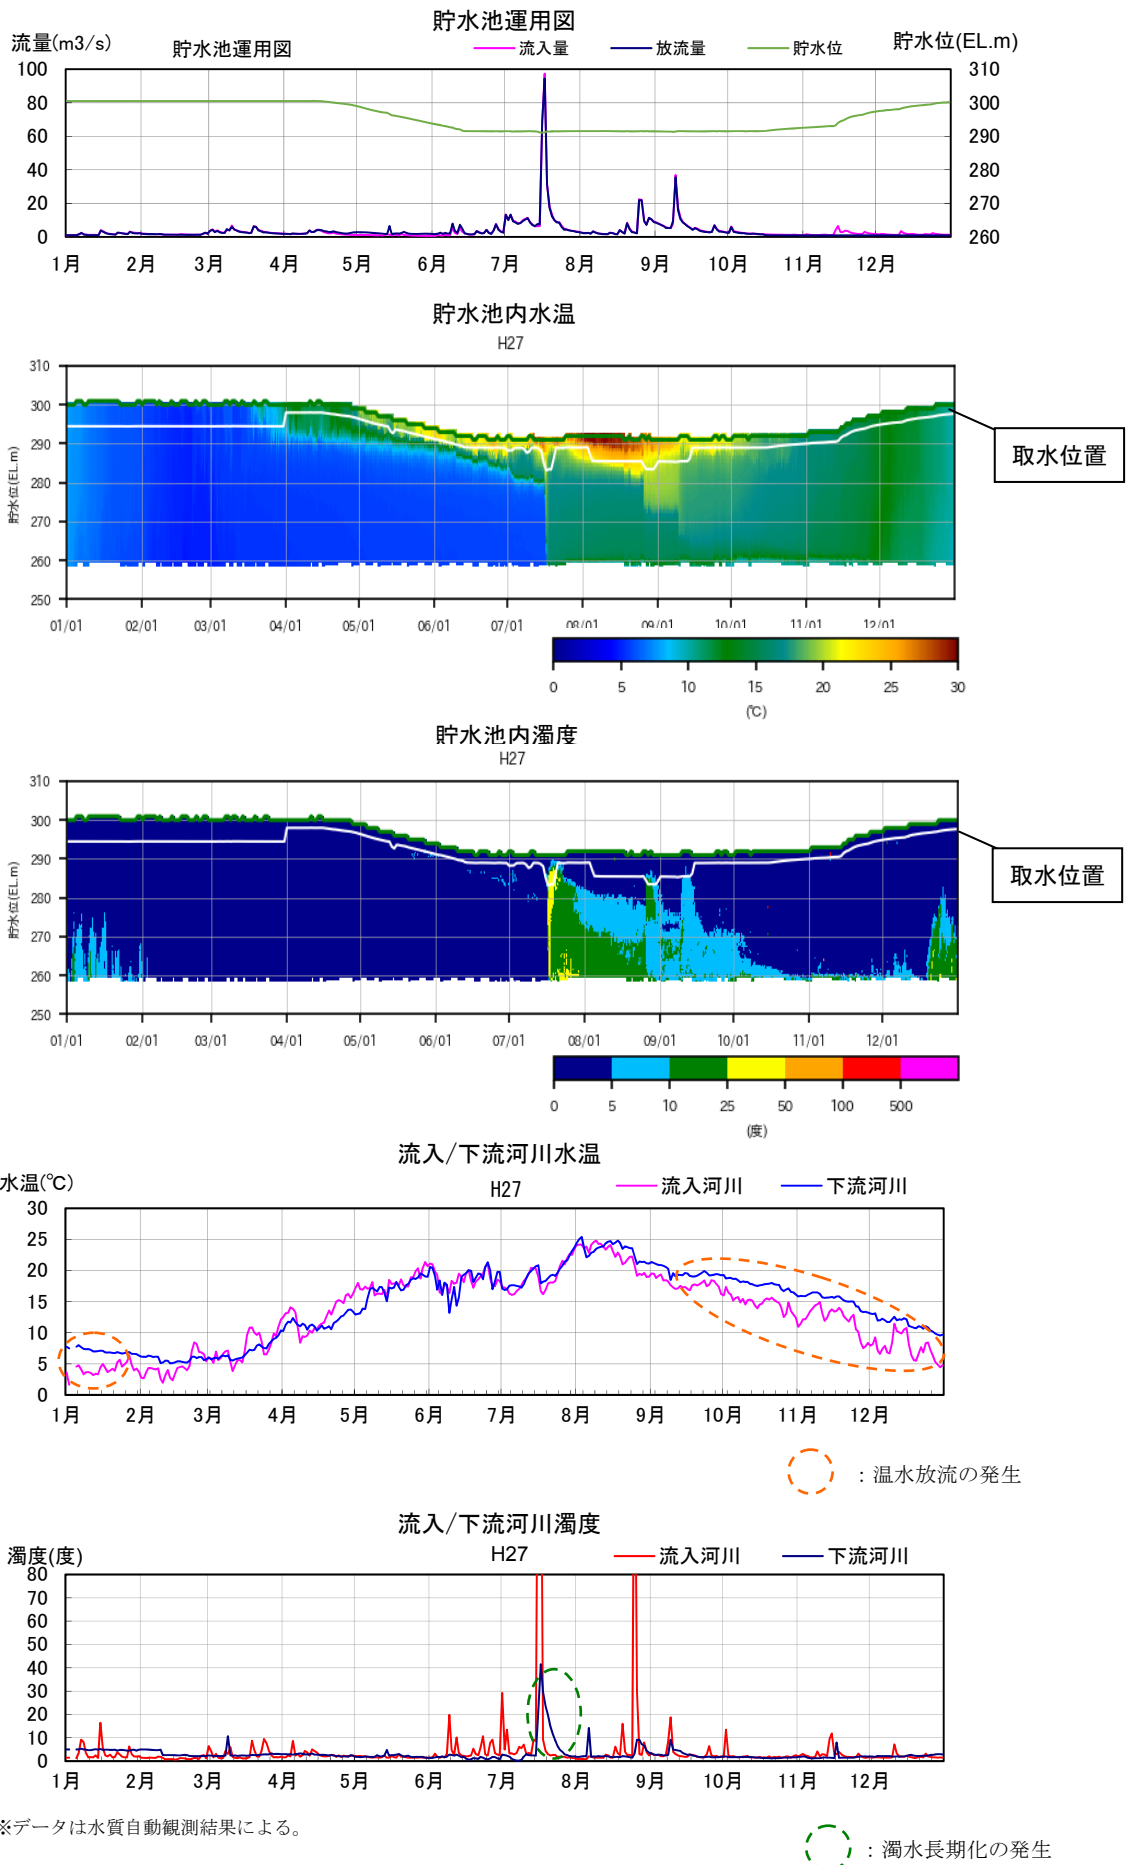 貯水池運用図
流量(m3/s)
貯水池運用図
流入量
放流量
貯水位
貯水位(EL.m)
100
80
60
40
20
0
310
300
290
280
270
260
1月 2月 3月 4月 5月 6月 7月 8月 9月 10月 11月 12月
貯水池内水温
H27
貯水位(EL.m)
310
300
290
280
270
260
250
取水位置
01/01 02/01 03/01 04/01 05/01 06/01 07/01 08/01 09/01 10/01 11/01 12/01
0 5 10 15 20 25 30
(℃)
貯水池内濁度
H27
貯水位(EL.m)
310
300
290
280
270
260
250
取水位置
01/01 02/01 03/01 04/01 05/01 06/01 07/01 08/01 09/01 10/01 11/01 12/01
0 5 10 25 50 100 500
(度)
流入/下流河川水温
水温(℃)
H27
流入河川
下流河川
30
25
20
15
10
5
0
1月 2月 3月 4月 5月 6月 7月 8月 9月 10月 11月 12月
：温水放流の発生
流入/下流河川濁度
濁度(度)
H27
流入河川
下流河川
80
70
60
50
40
30
20
10
0
1月 2月 3月 4月 5月 6月 7月 8月 9月 10月 11月 12月
※データは水質自動観測結果による。
：濁水長期化の発生